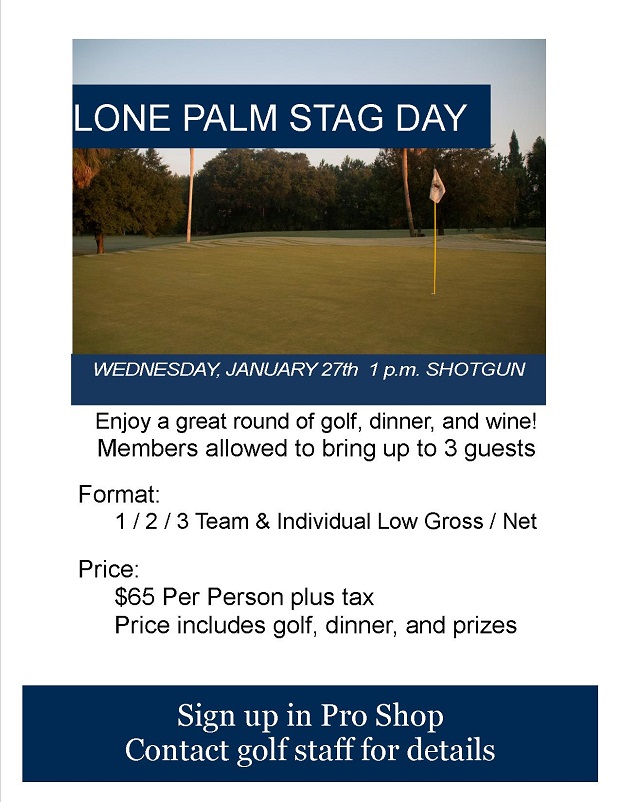 LONE PALM STAG DAY
WEDNESDAY, JANUARY 27th 1 p.m. SHOTGUN
Enjoy a great round of golf, dinner, and wine!
Members allowed to bring up to 3 guests
Format:
1 / 2 / 3 Team & Individual Low Gross / Net
Price:
$65 Per Person plus tax
Price includes golf, dinner, and prizes
Sign up in Pro Shop
Contact golf staff for details